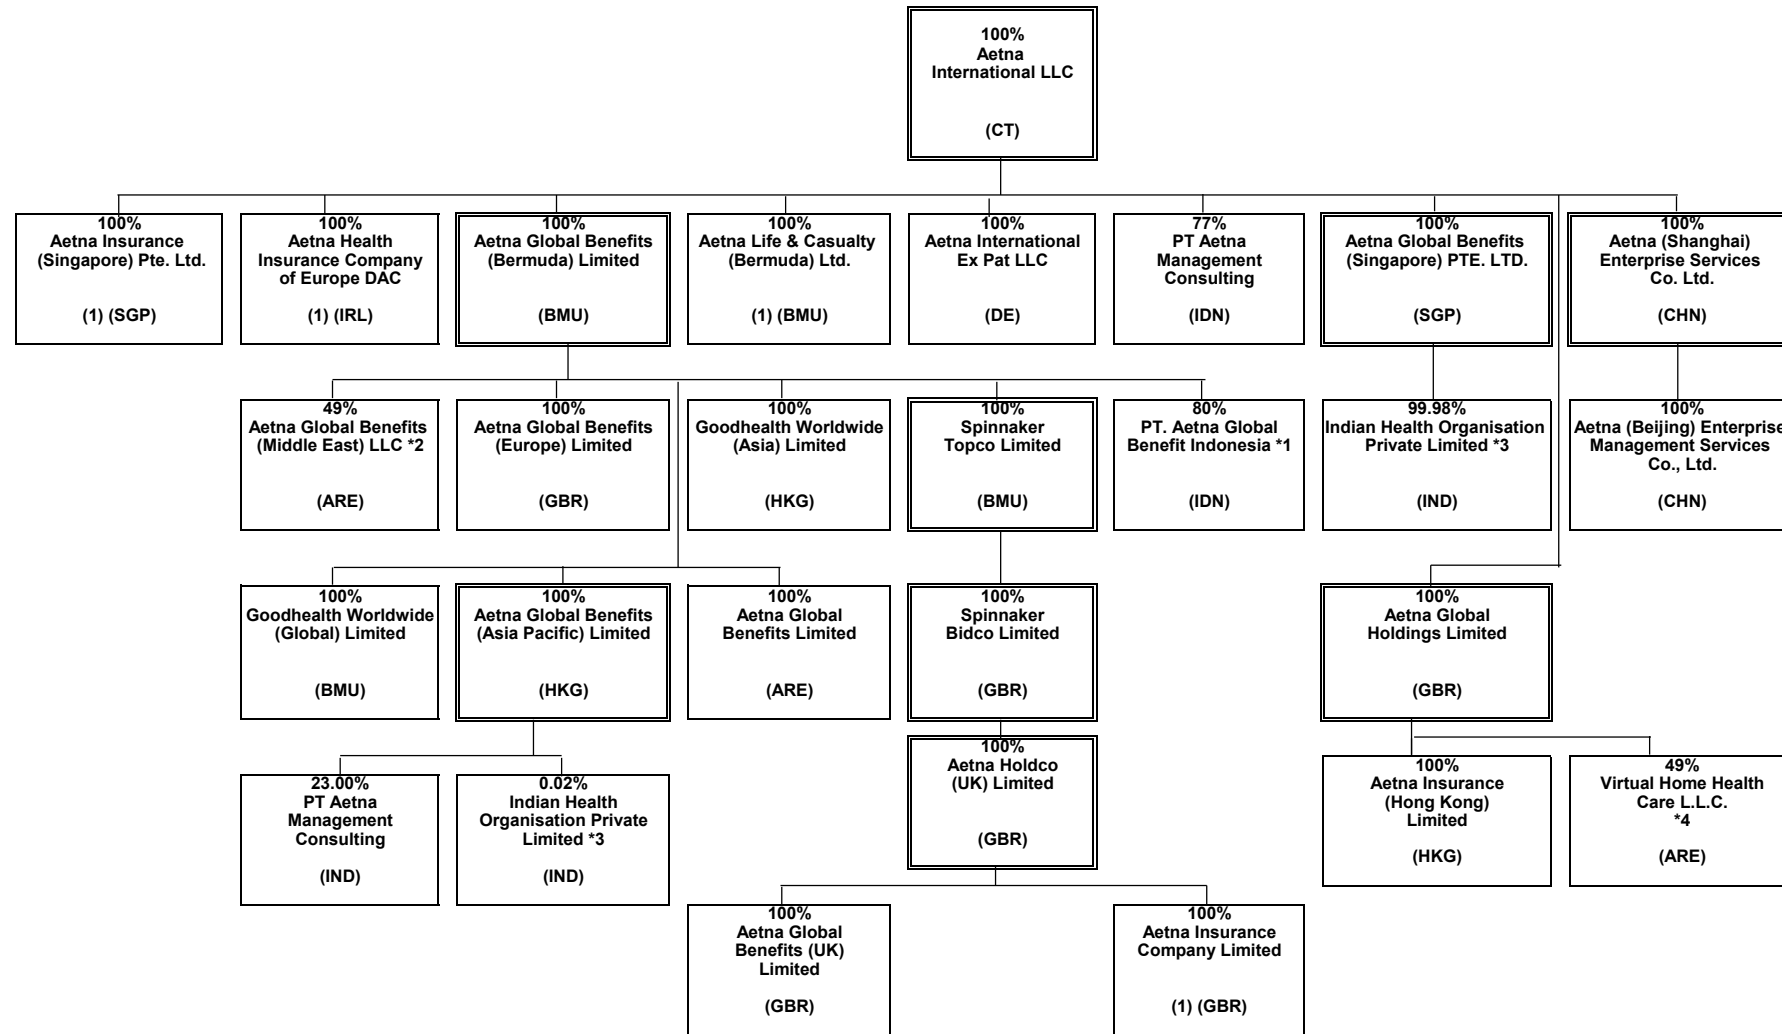 100%
Aetna
International LLC
(CT)
100%
Aetna Insurance
(Singapore) Pte. Ltd.
(1) (SGP)
100%
Aetna Health
Insurance Company
of Europe DAC
(1) (IRL)
100%
Aetna Global Benefits
(Bermuda) Limited
(BMU)
100%
Aetna Life & Casualty
(Bermuda) Ltd.
(1) (BMU)
100%
Aetna International
Ex Pat LLC
(DE)
77%
PT Aetna
Management
Consulting
(IDN)
100%
Aetna Global Benefits
(Singapore) PTE. LTD.
(SGP)
100%
Aetna (Shanghai)
Enterprise Services
Co. Ltd.
(CHN)
49%
Aetna Global Benefits
(Middle East) LLC *2
(ARE)
100%
Aetna Global Benefits
(Europe) Limited
(GBR)
100%
Goodhealth Worldwide
(Asia) Limited
(HKG)
100%
Spinnaker
Topco Limited
(BMU)
80%
PT. Aetna Global
Benefit Indonesia *1
(IDN)
99.98%
Indian Health Organisation
Private Limited *3
(IND)
100%
Aetna (Beijing) Enterprise
Management Services
Co., Ltd.
(CHN)
100%
Goodhealth Worldwide
(Global) Limited
(BMU)
100%
Aetna Global Benefits
(Asia Pacific) Limited
(HKG)
100%
Aetna Global
Benefits Limited
(ARE)
100%
Spinnaker
Bidco Limited
(GBR)
100%
Aetna Global
Holdings Limited
(GBR)
23.00%
PT Aetna
Management
Consulting
(IND)
0.02%
Indian Health
Organisation Private
Limited *3
(IND)
100%
Aetna Holdco
(UK) Limited
(GBR)
100%
Aetna Insurance
(Hong Kong)
Limited
(HKG)
49%
Virtual Home Health
Care L.L.C.
*4
(ARE)
100%
Aetna Global
Benefits (UK)
Limited
(GBR)
100%
Aetna Insurance
Company Limited
(1) (GBR)